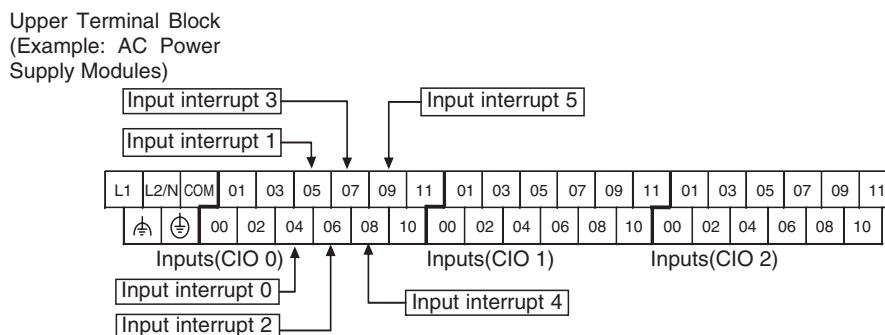 Upper Terminal Block
(Example: AC Power
Supply Modules)
Input interrupt 3
Input interrupt 5
Input interrupt 1
L1 L2/N COM 01 03 05 07 09 11 01 03 05 07 09 11 01 03 05 07 09 11
00 02 04 06 08 10 00 02 04 06 08 10 00 02 04 06 08 10
Inputs(CIO 0) Inputs(CIO 1) Inputs(CIO 2)
Input interrupt 0
Input interrupt 4
Input interrupt 2